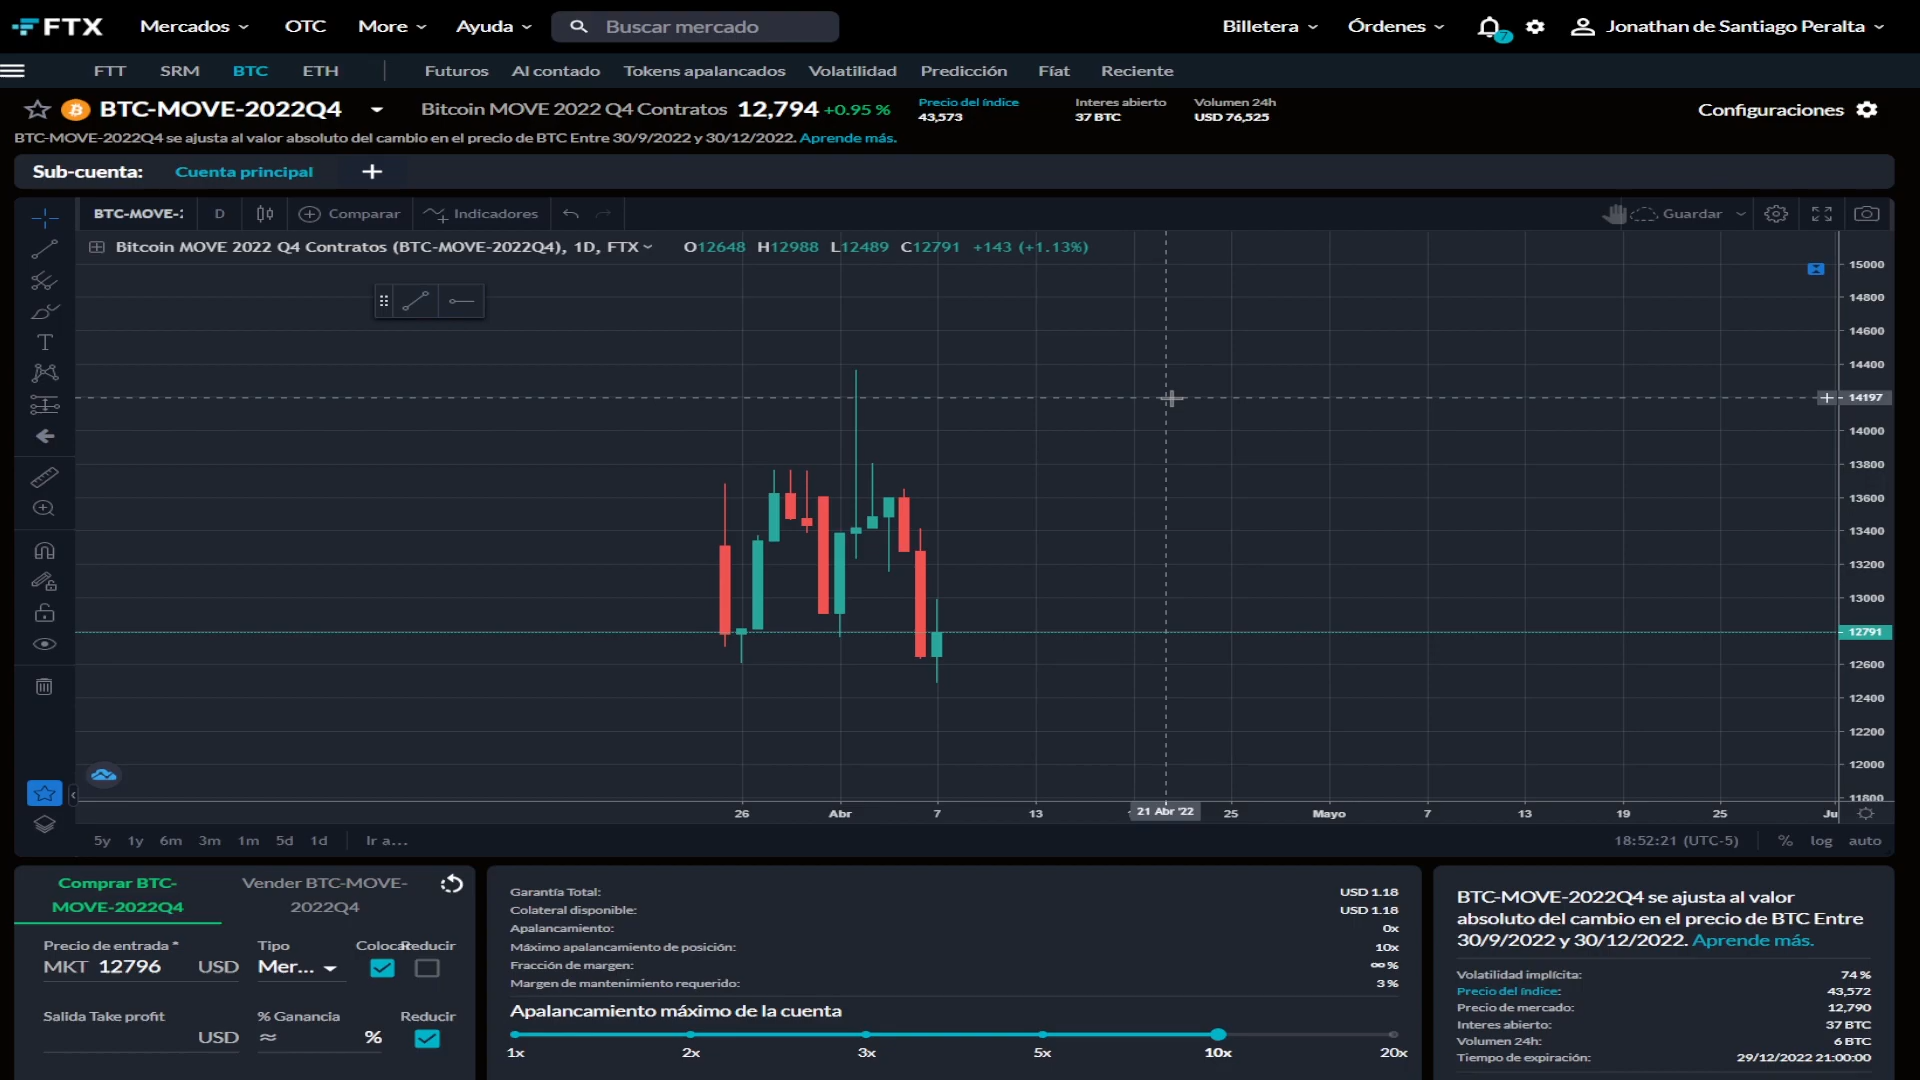 FTX Mercados OTC More Ayuda Buscar mercado Billetera Órdenes 7 Jonathan de Santiago Peralta
FTT SRM BTC ETH Futuros Al contado Tokens apalancados Volatilidad Predicción Fíat Reciente
BTC-MOVE-2022Q4 Bitcoin MOVE 2022 Q4 Contratos 12,794 +0.95 % Precio del índice Interes abierto Volumen 24h Configuraciones
43,573 37 BTC USD 76,525
BTC-MOVE-2022Q4 se ajusta al valor absoluto del cambio en el precio de BTC Entre 30/9/2022 y 30/12/2022. Aprende más.
Sub-cuenta: Cuenta principal +
BTC-MOVE-2 D Comparar Indicadores Guardar
Bitcoin MOVE 2022 Q4 Contratos (BTC-MOVE-2022Q4), 1D, FTX O12648 H12988 L12489 C12791 +143 (+1.13%)
15000
14800
14600
14400
14197
14000
13800
13600
13400
13200
13000
12791
12600
12400
12200
12000
11800
26 Abr 7 13 21 Abr '22 25 Mayo 7 13 19 25 Ju
5y 1y 6m 3m 1m 5d 1d Ir a... 18:52:21 (UTC-5) % log auto
Comprar BTC-MOVE-2022Q4
Vender BTC-MOVE-2022Q4
Precio de entrada * Tipo Colocar Reducir
MKT 12796 USD Mer...
Salida Take profit % Ganancia Reducir
USD ≈ %
Garantía Total: USD 1.18
Colateral disponible: USD 1.18
Apalancamiento: 0x
Máximo apalancamiento de posición: 10x
Fracción de margen: ∞ %
Margen de mantenimiento requerido: 3 %
Apalancamiento máximo de la cuenta
1x 2x 3x 5x 10x 20x
BTC-MOVE-2022Q4 se ajusta al valor
absoluto del cambio en el precio de BTC Entre
30/9/2022 y 30/12/2022. Aprende más.
Volatilidad implícita: 74 %
Precio del índice: 43,572
Precio de mercado: 12,790
Interes abierto: 37 BTC
Volumen 24h: 6 BTC
Tiempo de expiración: 29/12/2022 21:00:00